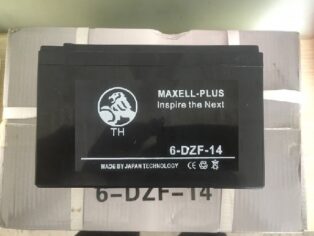 MAXELL-PLUS
Inspire the Next
TH
6-DZF-14
MADE BY JAPAN TECHNOLOGY
6-DZF-14